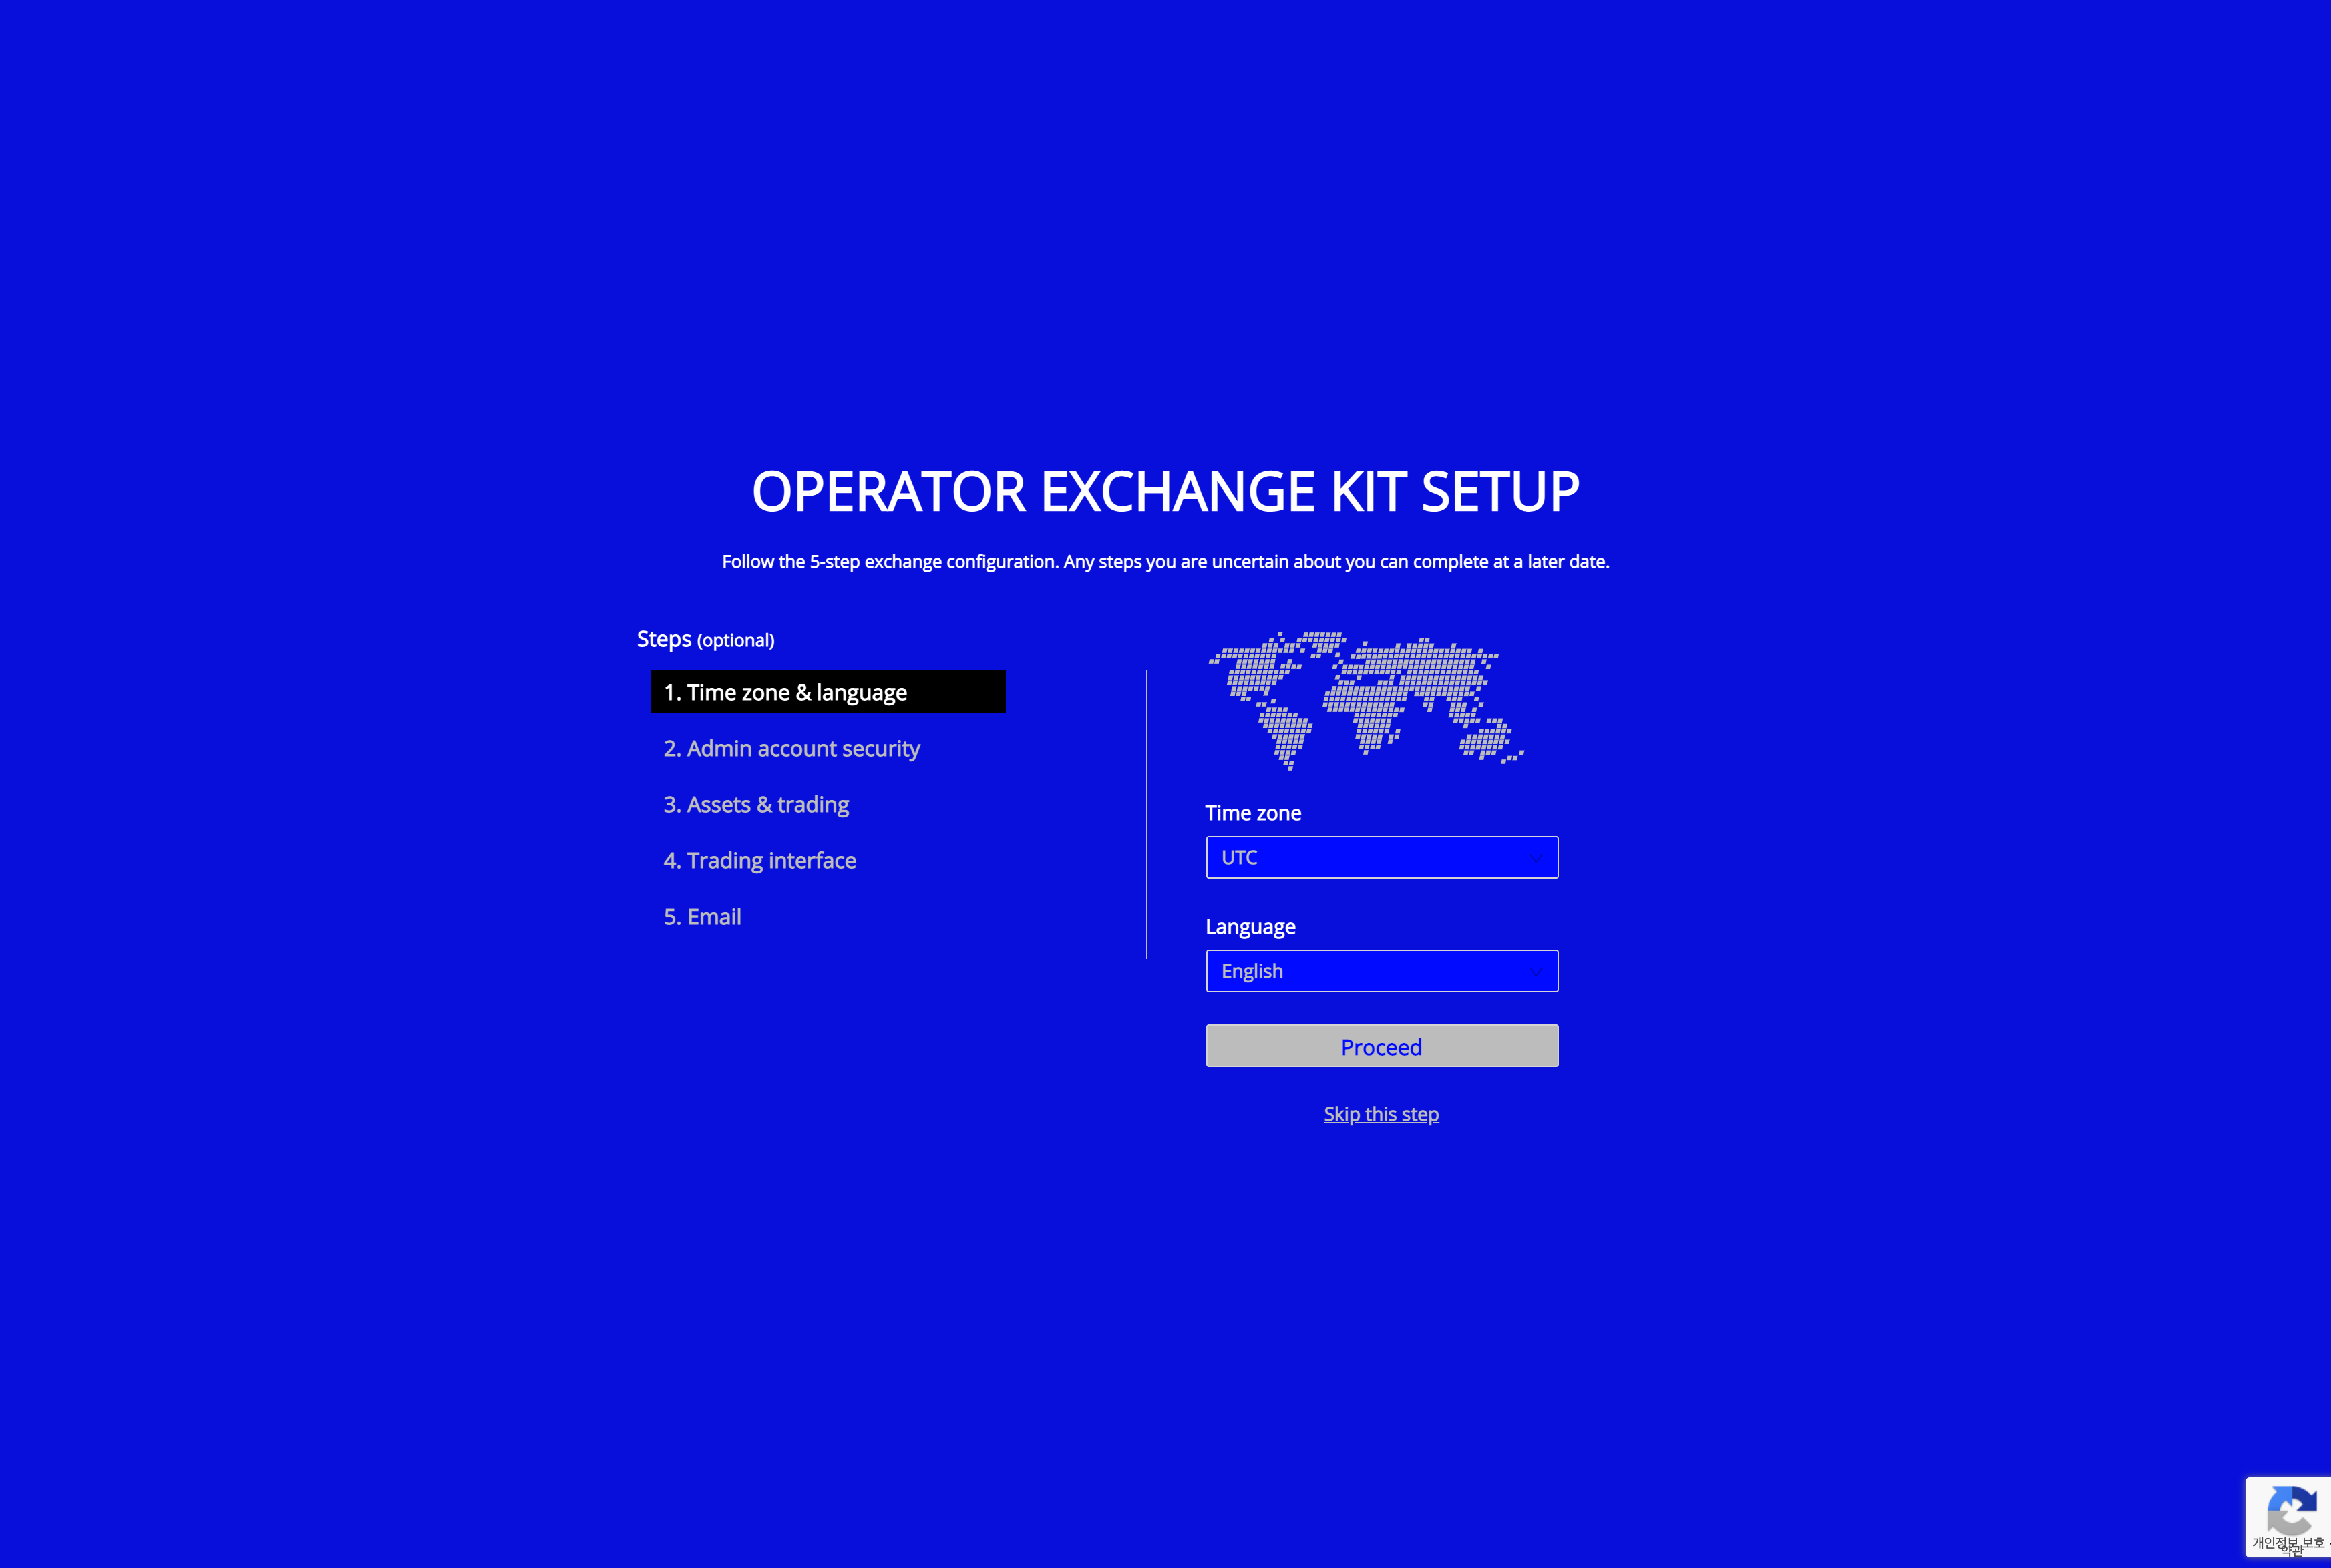 OPERATOR EXCHANGE KIT SETUP
Follow the 5-step exchange configuration. Any steps you are uncertain about you can complete at a later date.
Steps (optional)
1. Time zone & language
2. Admin account security
3. Assets & trading
4. Trading interface
5. Email
Time zone
UTC
Language
English
Proceed
Skip this step
개인정보 보호 -
약관